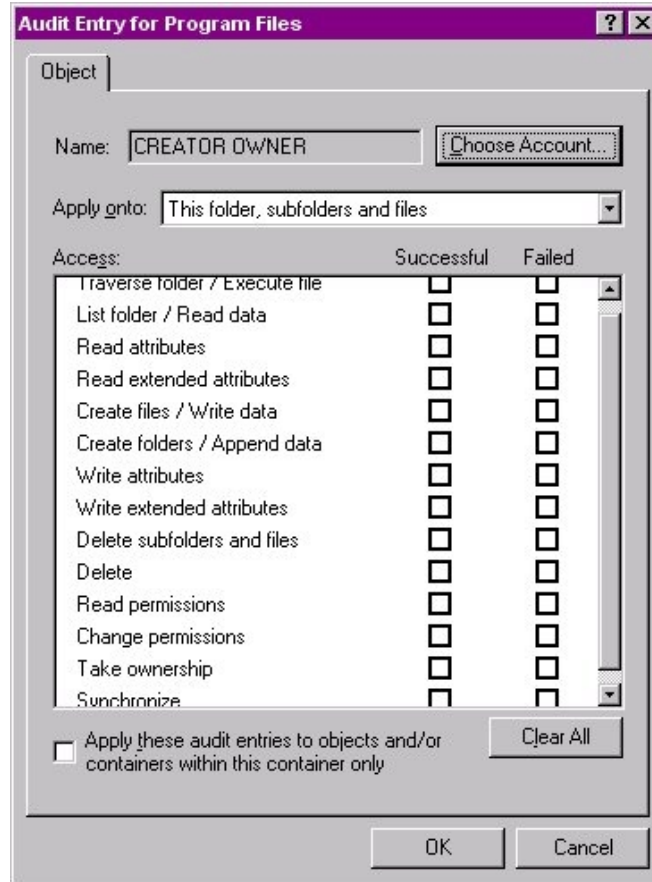 Audit Entry for Program Files
Object
Name: CREATOR OWNER Choose Account...
Apply onto: This folder, subfolders and files
Access: Successful Failed
Traverse folder / Execute file
List folder / Read data
Read attributes
Read extended attributes
Create files / Write data
Create folders / Append data
Write attributes
Write extended attributes
Delete subfolders and files
Delete
Read permissions
Change permissions
Take ownership
Synchronize
Apply these audit entries to objects and/or
containers within this container only
Clear All
OK Cancel